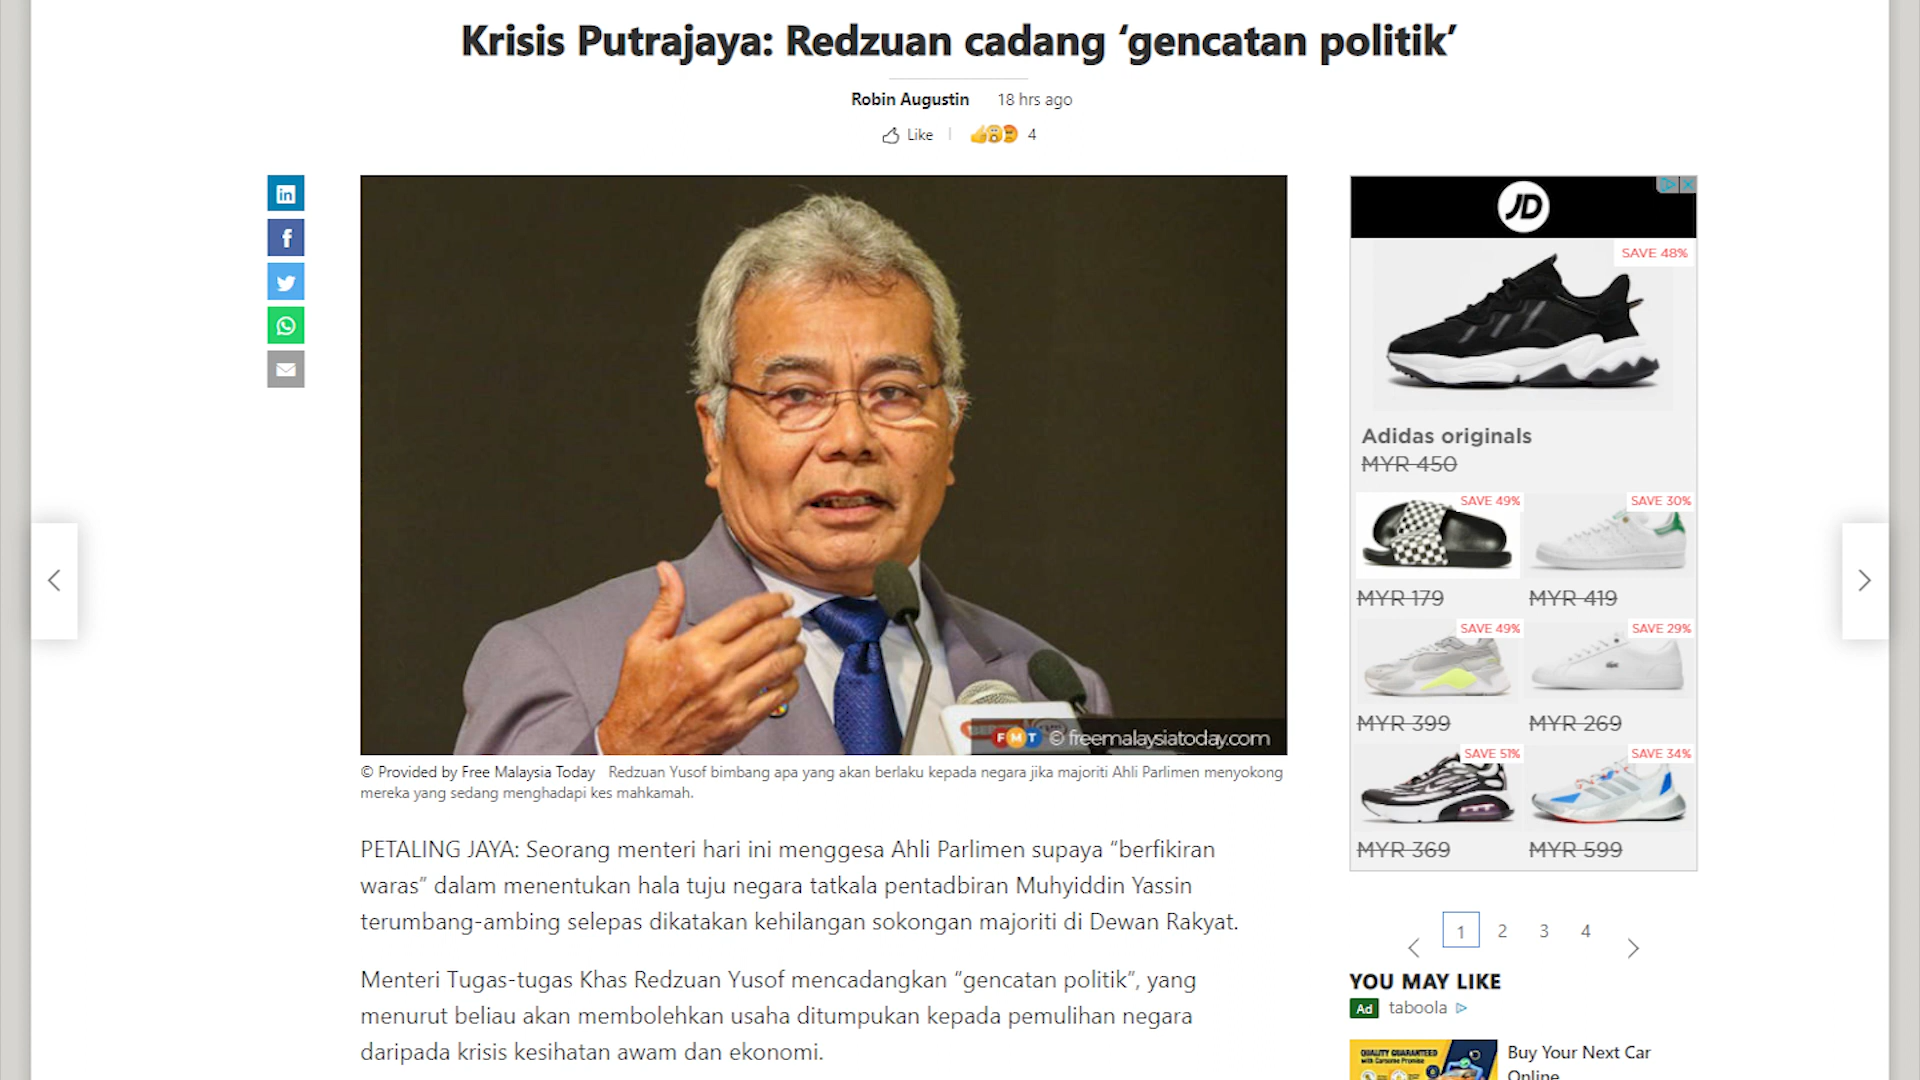 Krisis Putrajaya: Redzuan cadang ‘gencatan politik’
Robin Augustin 18 hrs ago
Like 4
in
f
FMT © freemalaysiatoday.com
© Provided by Free Malaysia Today Redzuan Yusof bimbang apa yang akan berlaku kepada negara jika majoriti Ahli Parlimen menyokong
mereka yang sedang menghadapi kes mahkamah.
PETALING JAYA: Seorang menteri hari ini menggesa Ahli Parlimen supaya “berfikiran
waras” dalam menentukan hala tuju negara tatkala pentadbiran Muhyiddin Yassin
terumbang-ambing selepas dikatakan kehilangan sokongan majoriti di Dewan Rakyat.
Menteri Tugas-tugas Khas Redzuan Yusof mencadangkan “gencatan politik”, yang
menurut beliau akan membolehkan usaha ditumpukan kepada pemulihan negara
daripada krisis kesihatan awam dan ekonomi.
JD
SAVE 48%
Adidas originals
MYR 450
SAVE 49% SAVE 30%
MYR 179 MYR 419
SAVE 49% SAVE 29%
MYR 399 MYR 269
SAVE 51% SAVE 34%
MYR 369 MYR 599
1 2 3 4
YOU MAY LIKE
Ad taboola
QUALITY GUARANTEED
with Carsome Promise
Buy Your Next Car
Online